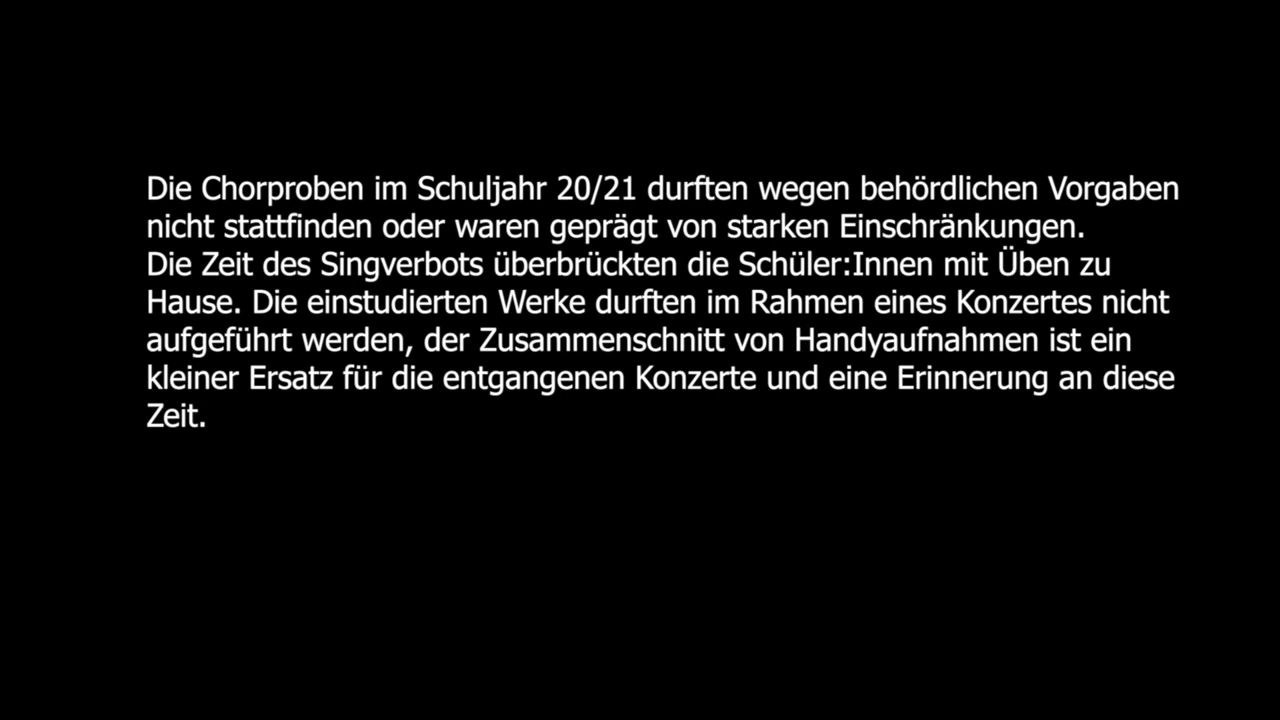 Die Chorproben im Schuljahr 20/21 durften wegen behördlichen Vorgaben
nicht stattfinden oder waren geprägt von starken Einschränkungen.
Die Zeit des Singverbots überbrückten die Schüler:Innen mit Üben zu
Hause. Die einstudierten Werke durften im Rahmen eines Konzertes nicht
aufgeführt werden, der Zusammenschnitt von Handyaufnahmen ist ein
kleiner Ersatz für die entgangenen Konzerte und eine Erinnerung an diese
Zeit.